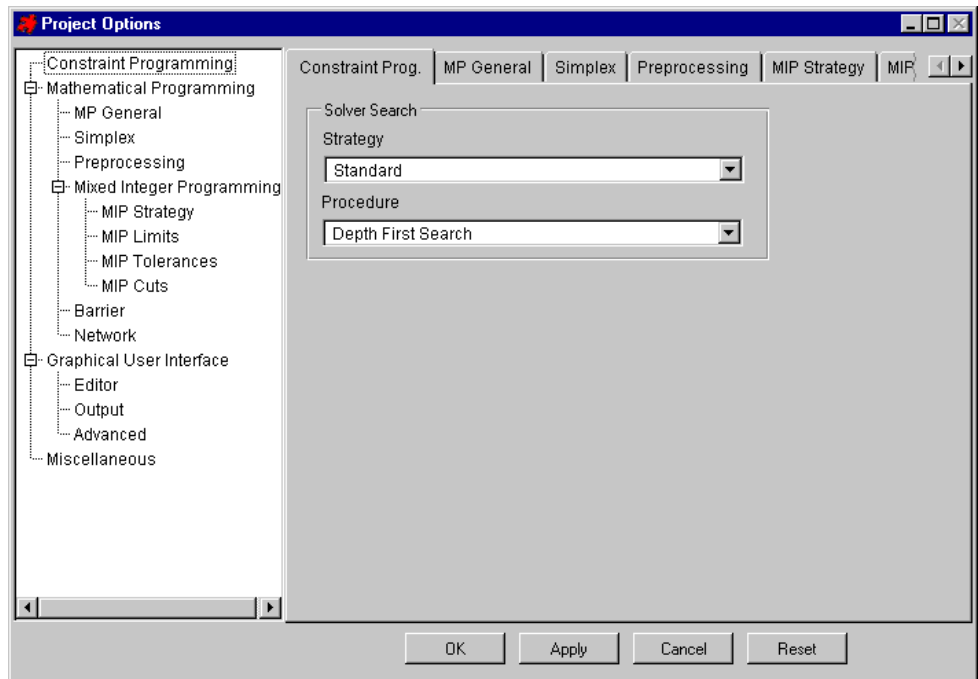 Project Options
Constraint Programming
Mathematical Programming
MP General
Simplex
Preprocessing
Mixed Integer Programming
MIP Strategy
MIP Limits
MIP Tolerances
MIP Cuts
Barrier
Network
Graphical User Interface
Editor
Output
Advanced
Miscellaneous
Constraint Prog. MP General Simplex Preprocessing MIP Strategy MIP
Solver Search
Strategy
Standard
Procedure
Depth First Search
OK Apply Cancel Reset